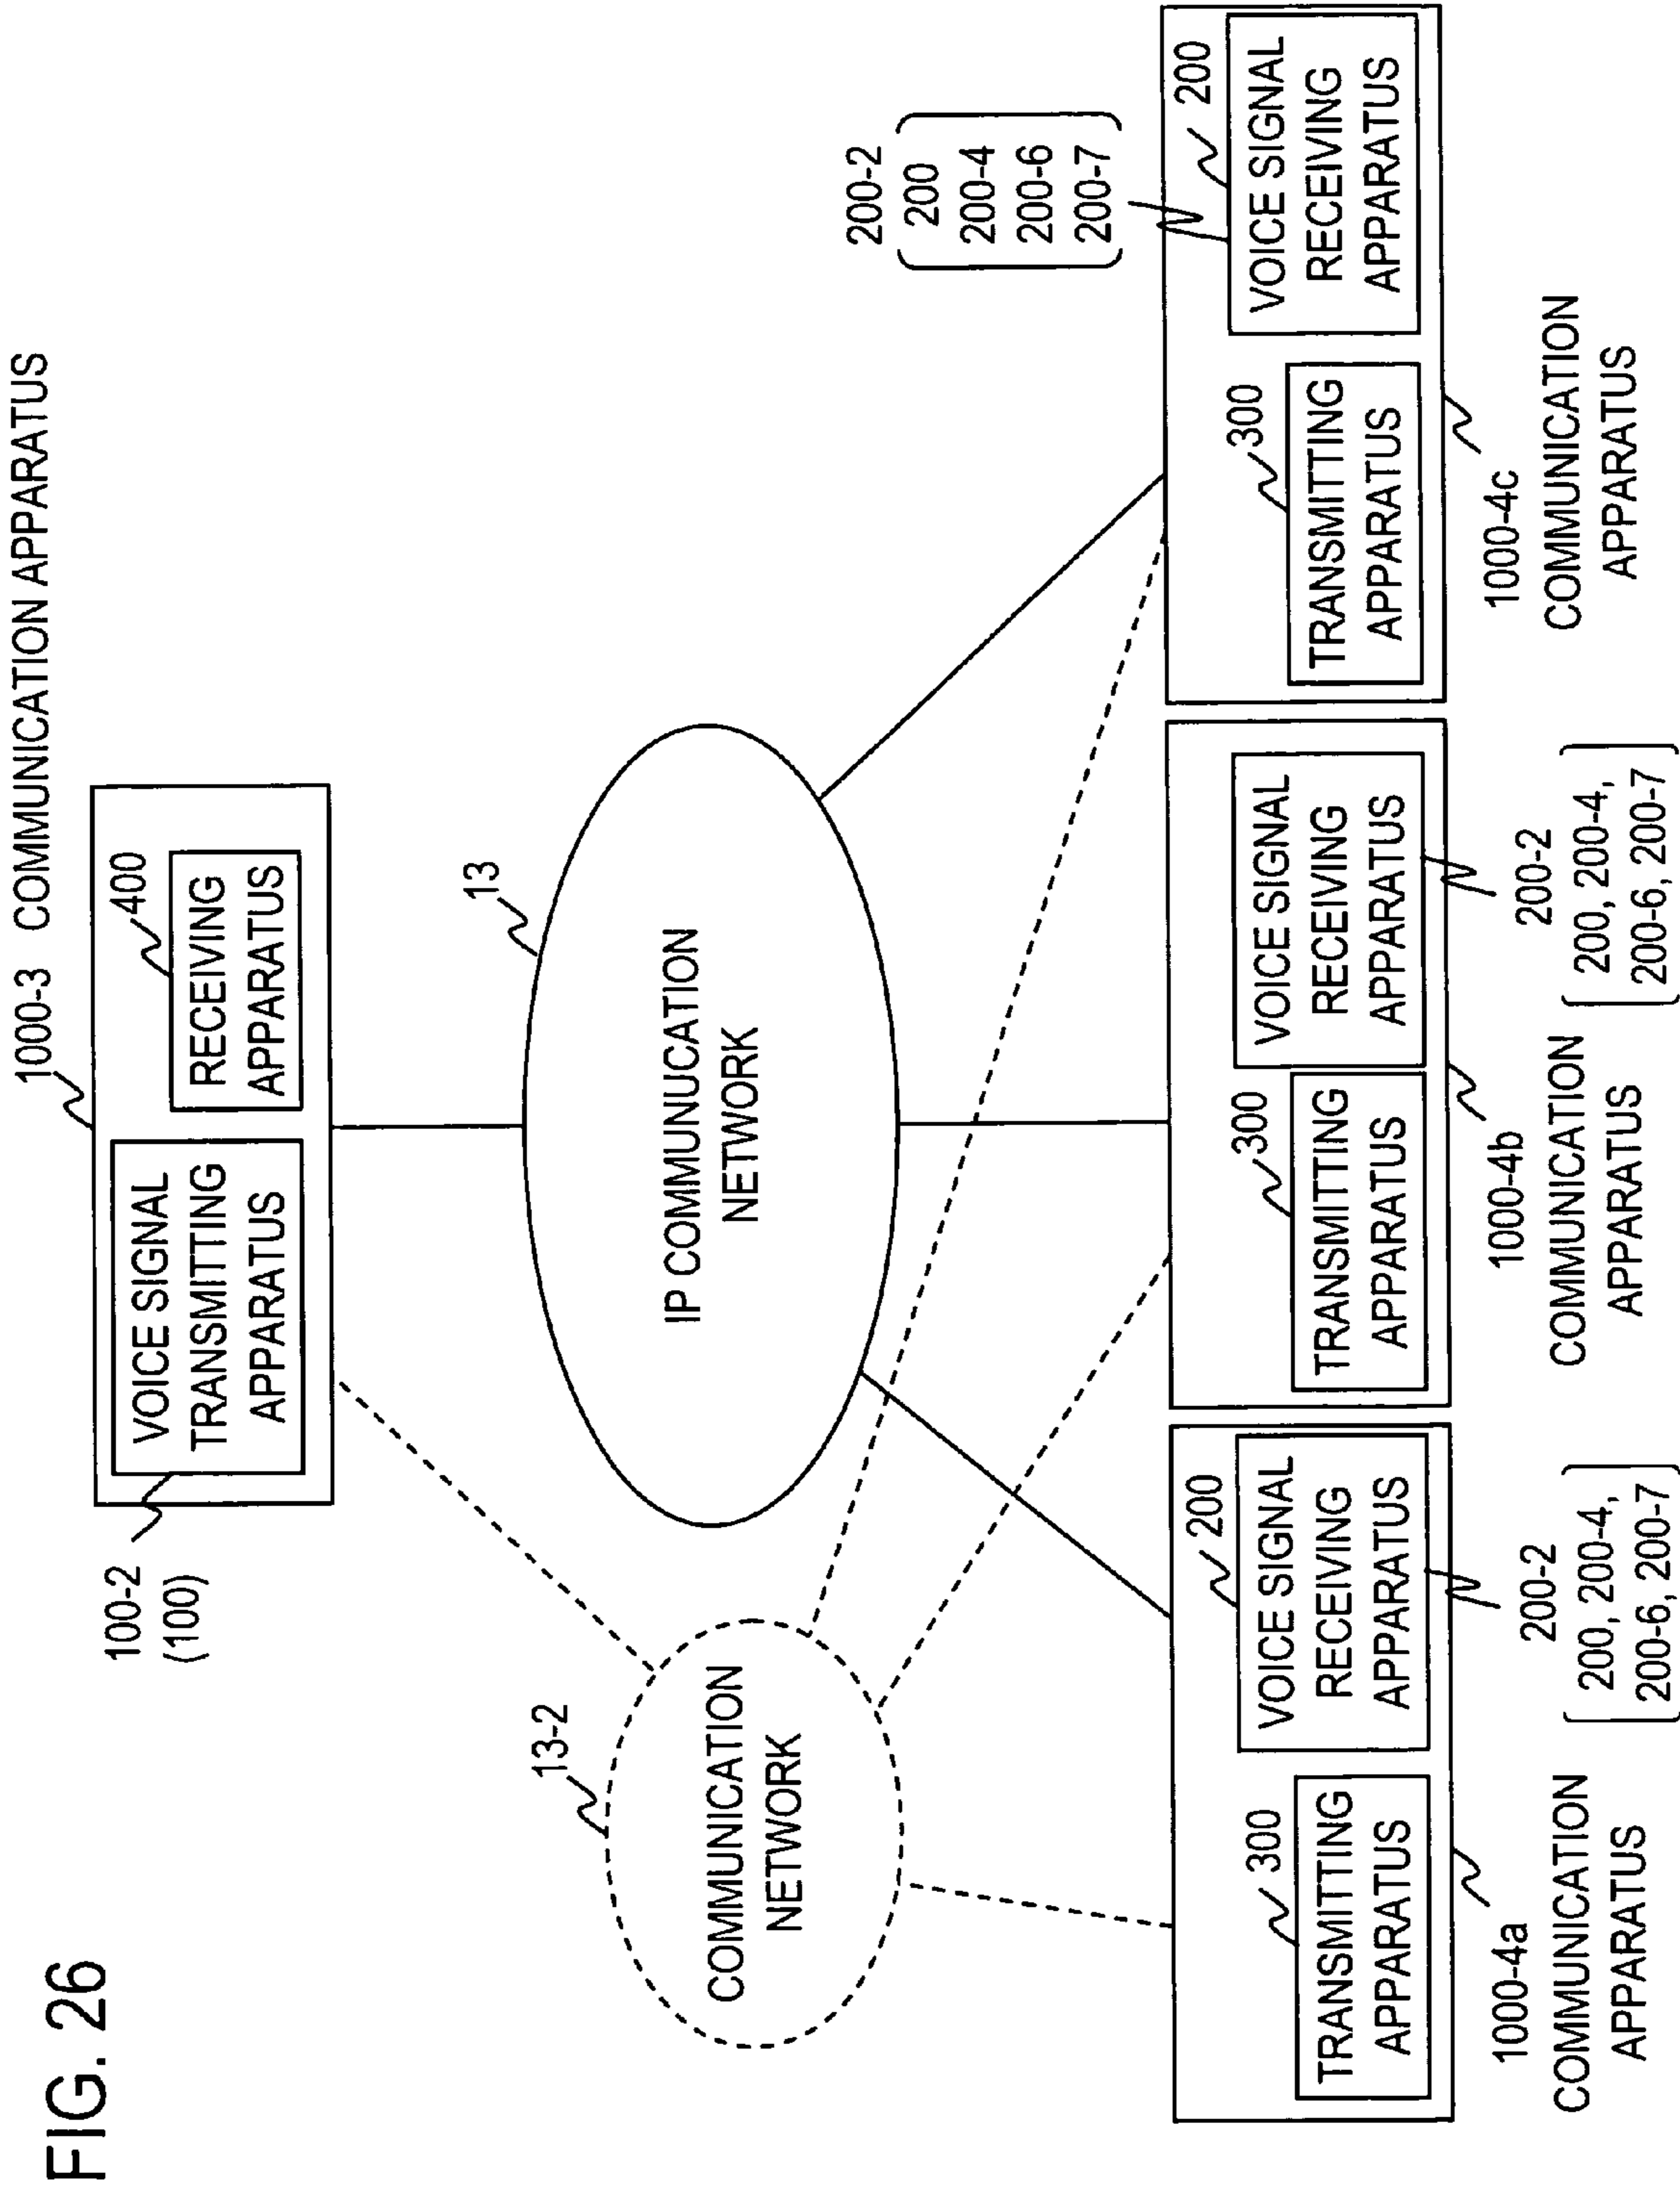 FIG. 26
1000-3 COMMUNICATION APPARATUS
100-2
(100)
VOICE SIGNAL
TRANSMITTING
APPARATUS
400
RECEIVING
APPARATUS
13
IP COMMUNUCATION
NETWORK
13-2
COMMUNICATION
NETWORK
300
TRANSMITTING
APPARATUS
200
VOICE SIGNAL
RECEIVING
APPARATUS
1000-4a
COMMUNICATION
APPARATUS
200-2
200, 200-4,
200-6, 200-7
300
TRANSMITTING
APPARATUS
VOICE SIGNAL
RECEIVING
APPARATUS
1000-4b
COMMUNICATION
APPARATUS
200-2
200, 200-4,
200-6, 200-7
200-2
200
200-4
200-6
200-7
300
TRANSMITTING
APPARATUS
200
VOICE SIGNAL
RECEIVING
APPARATUS
1000-4c
COMMUNICATION
APPARATUS